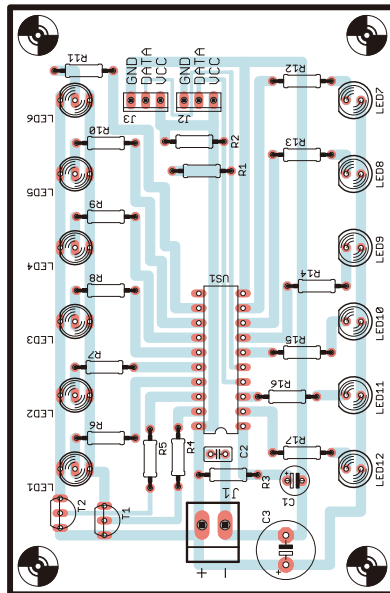 R11
GND
DATA
VCC
GND
DATA
VCC
R12
LED6
J3
J2
LED7
R10
R2
R13
R1
LED5
LED8
R9
LED4
LED9
R8
US1
R14
LED3
LED10
R7
R15
LED2
R16
LED11
R6
R5
R4
C2
R17
LED1
R3
LED12
T2
T1
J1
C1
C3
+
−
+
+